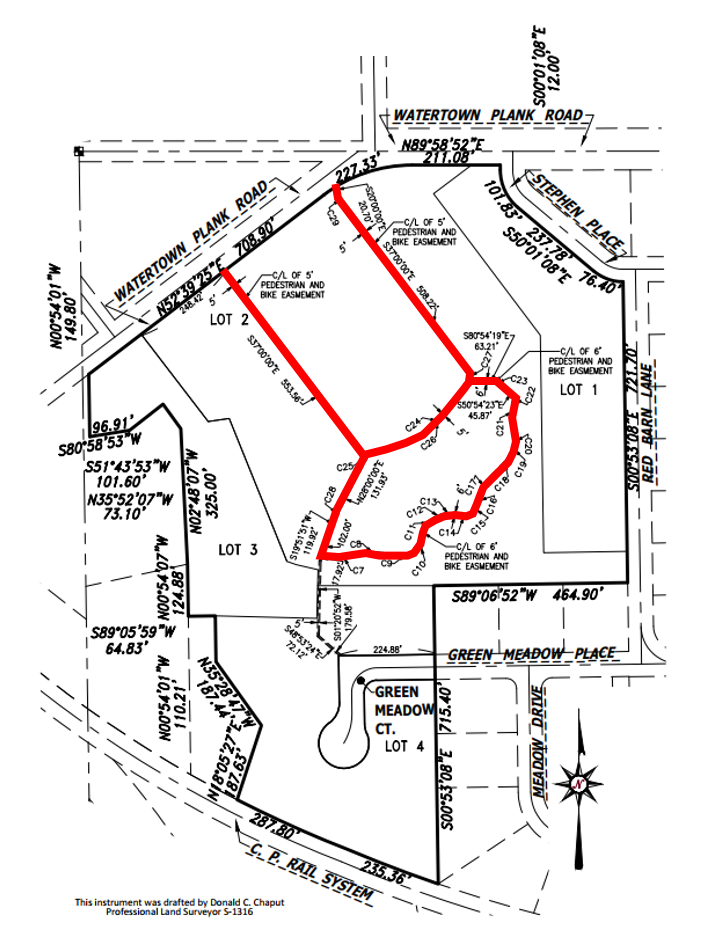 S00°01'08"E
12.00'
WATERTOWN PLANK ROAD
N89°58'52"E
211.08'
227.33'
WATERTOWN PLANK ROAD
708.90'
N52°39'25"E
248.42'
101.83'
STEPHEN PLACE
237.78'
S50°01'08"E
76.40'
S20°00'00"E
20.70'
C29
5'
C/L OF 5'
PEDESTRIAN AND
BIKE EASMEMENT
S37°00'00"E
508.22'
C/L OF 5'
PEDESTRIAN AND
BIKE EASMEMENT
5'
LOT 2
S37°00'00"E
553.56'
N00°54'01"W
149.80'
S80°54'19"E
63.21'
C27
C/L OF 6'
PEDESTRIAN AND
BIKE EASMEMENT
C23
6'
C22
LOT 1
S50°54'23"E
45.87'
C21
C24
C26
5'
C20
C19
C18
C17
C16
C15
6'
C14
C13
C12
C11
C10
C9
C8
C7
C25
C28
N28°00'00"E
131.93'
S19°51'51"W
119.92'
102.00'
C/L OF 6'
PEDESTRIAN AND
BIKE EASMEMENT
S00°53'08"E 721.70'
RED BARN LANE
96.91'
S80°58'53"W
S51°43'53"W
101.60'
N35°52'07"W
73.10'
N02°48'07"W
325.00'
LOT 3
N00°54'07"W
124.88'
17.92'
S01°20'52"W
179.58'
5'
S48°53'24"E
72.12'
S89°06'52"W 464.90'
S89°05'59"W
64.83'
224.88'
GREEN MEADOW PLACE
N00°54'01"W
110.21'
N35°28'47"W
187.44'
GREEN
MEADOW
CT.
LOT 4
S00°53'08"E 715.40'
MEADOW DRIVE
N18°05'27"E
187.63'
N
287.80'
C. P. RAIL SYSTEM
235.36'
This instrument was drafted by Donald C. Chaput
Professional Land Surveyor S-1316